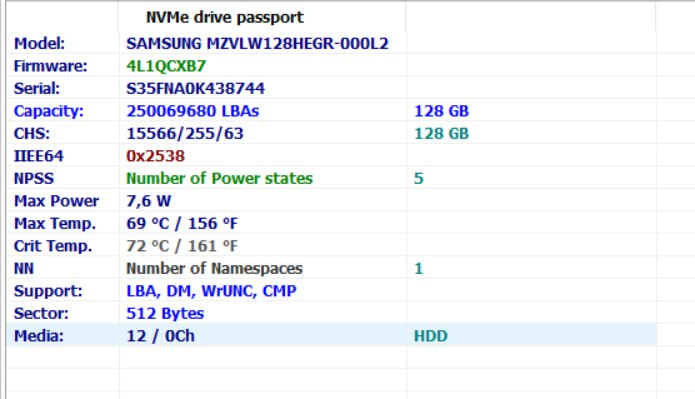 NVMe drive passport
Model: SAMSUNG MZVLW128HEGR-000L2
Firmware: 4L1QCXB7
Serial: S35FNA0K438744
Capacity: 250069680 LBAs 128 GB
CHS: 15566/255/63 128 GB
IIEE64 0x2538
NPSS Number of Power states 5
Max Power 7,6 W
Max Temp. 69 °C / 156 °F
Crit Temp. 72 °C / 161 °F
NN Number of Namespaces 1
Support: LBA, DM, WrUNC, CMP
Sector: 512 Bytes
Media: 12 / 0Ch HDD